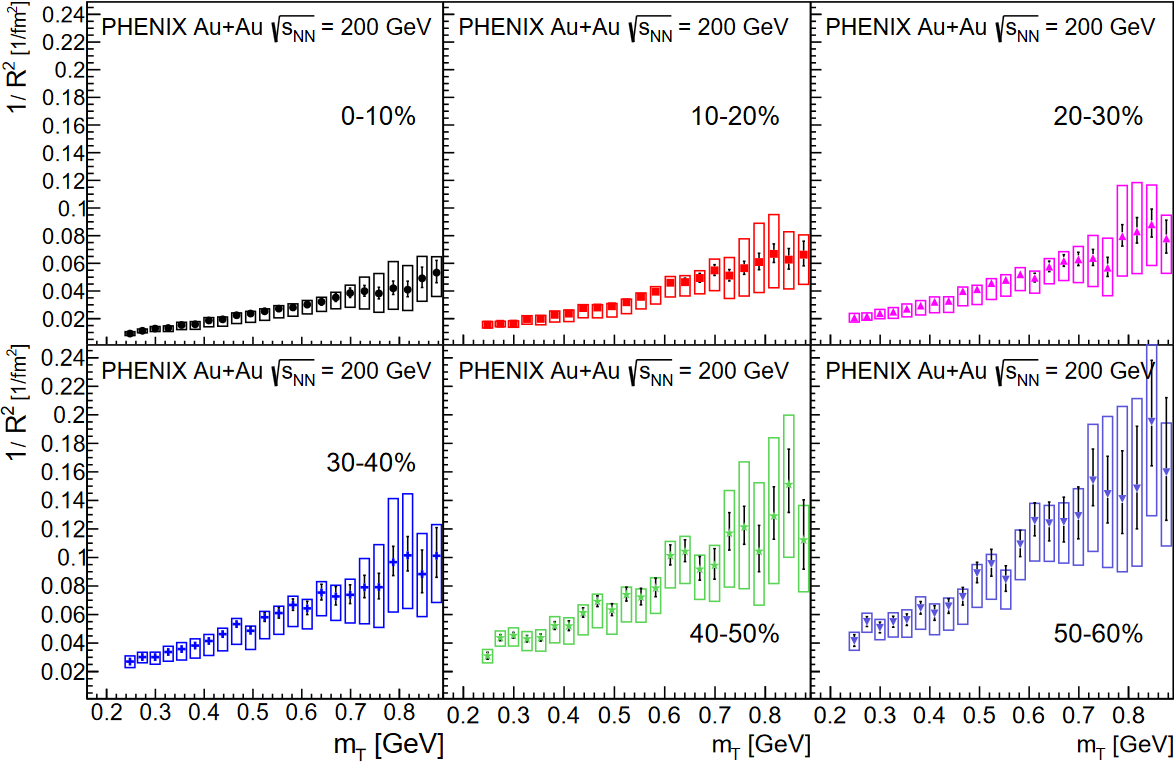 PHENIX Au+Au √sNN = 200 GeV
0-10%
PHENIX Au+Au √sNN = 200 GeV
10-20%
PHENIX Au+Au √sNN = 200 GeV
20-30%
1/ R² [1/fm²]
0.24
0.22
0.2
0.18
0.16
0.14
0.12
0.1
0.08
0.06
0.04
0.02
PHENIX Au+Au √sNN = 200 GeV
30-40%
PHENIX Au+Au √sNN = 200 GeV
40-50%
PHENIX Au+Au √sNN = 200 GeV
50-60%
1/ R² [1/fm²]
0.24
0.22
0.2
0.18
0.16
0.14
0.12
0.1
0.08
0.06
0.04
0.02
0.2 0.3 0.4 0.5 0.6 0.7 0.8
0.2 0.3 0.4 0.5 0.6 0.7 0.8
0.2 0.3 0.4 0.5 0.6 0.7 0.8
mT [GeV]
mT [GeV]
mT [GeV]